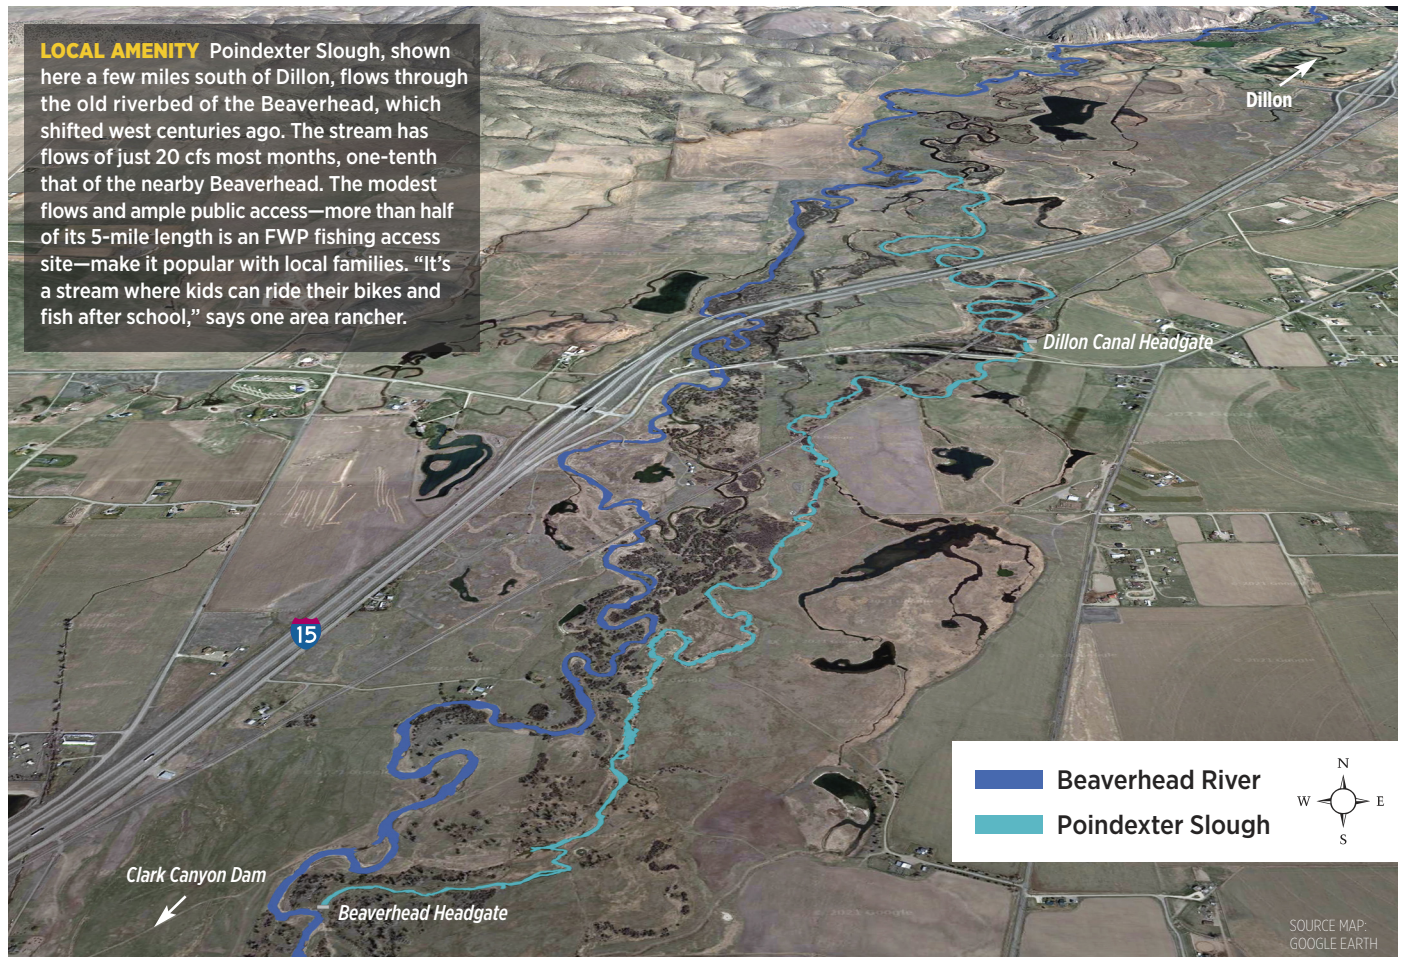 LOCAL AMENITY Poindexter Slough, shown
here a few miles south of Dillon, flows through
the old riverbed of the Beaverhead, which
shifted west centuries ago. The stream has
flows of just 20 cfs most months, one-tenth
that of the nearby Beaverhead. The modest
flows and ample public access—more than half
of its 5-mile length is an FWP fishing access
site—make it popular with local families. “It’s
a stream where kids can ride their bikes and
fish after school,” says one area rancher.
Dillon
Dillon Canal Headgate
15
Clark Canyon Dam
Beaverhead Headgate
Beaverhead River
Poindexter Slough
N
W E
S
SOURCE MAP:
GOOGLE EARTH